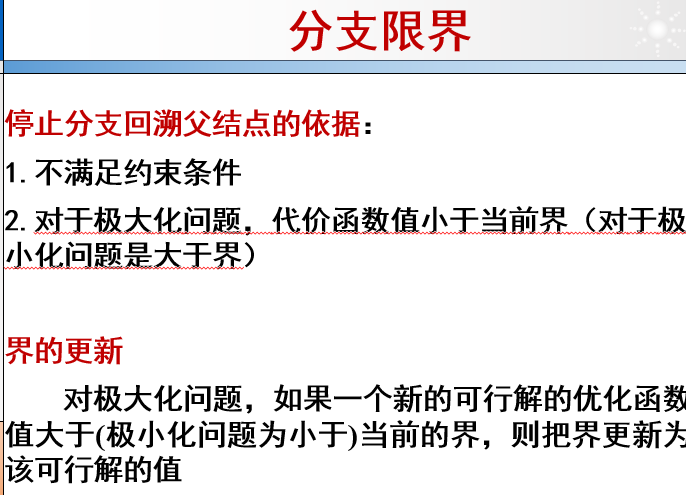 分支限界
停止分支回溯父结点的依据：
1.不满足约束条件
2.对于极大化问题，代价函数值小于当前界（对于极
小化问题是大于界）
界的更新
对极大化问题，如果一个新的可行解的优化函数
值大于(极小化问题为小于)当前的界，则把界更新为
该可行解的值